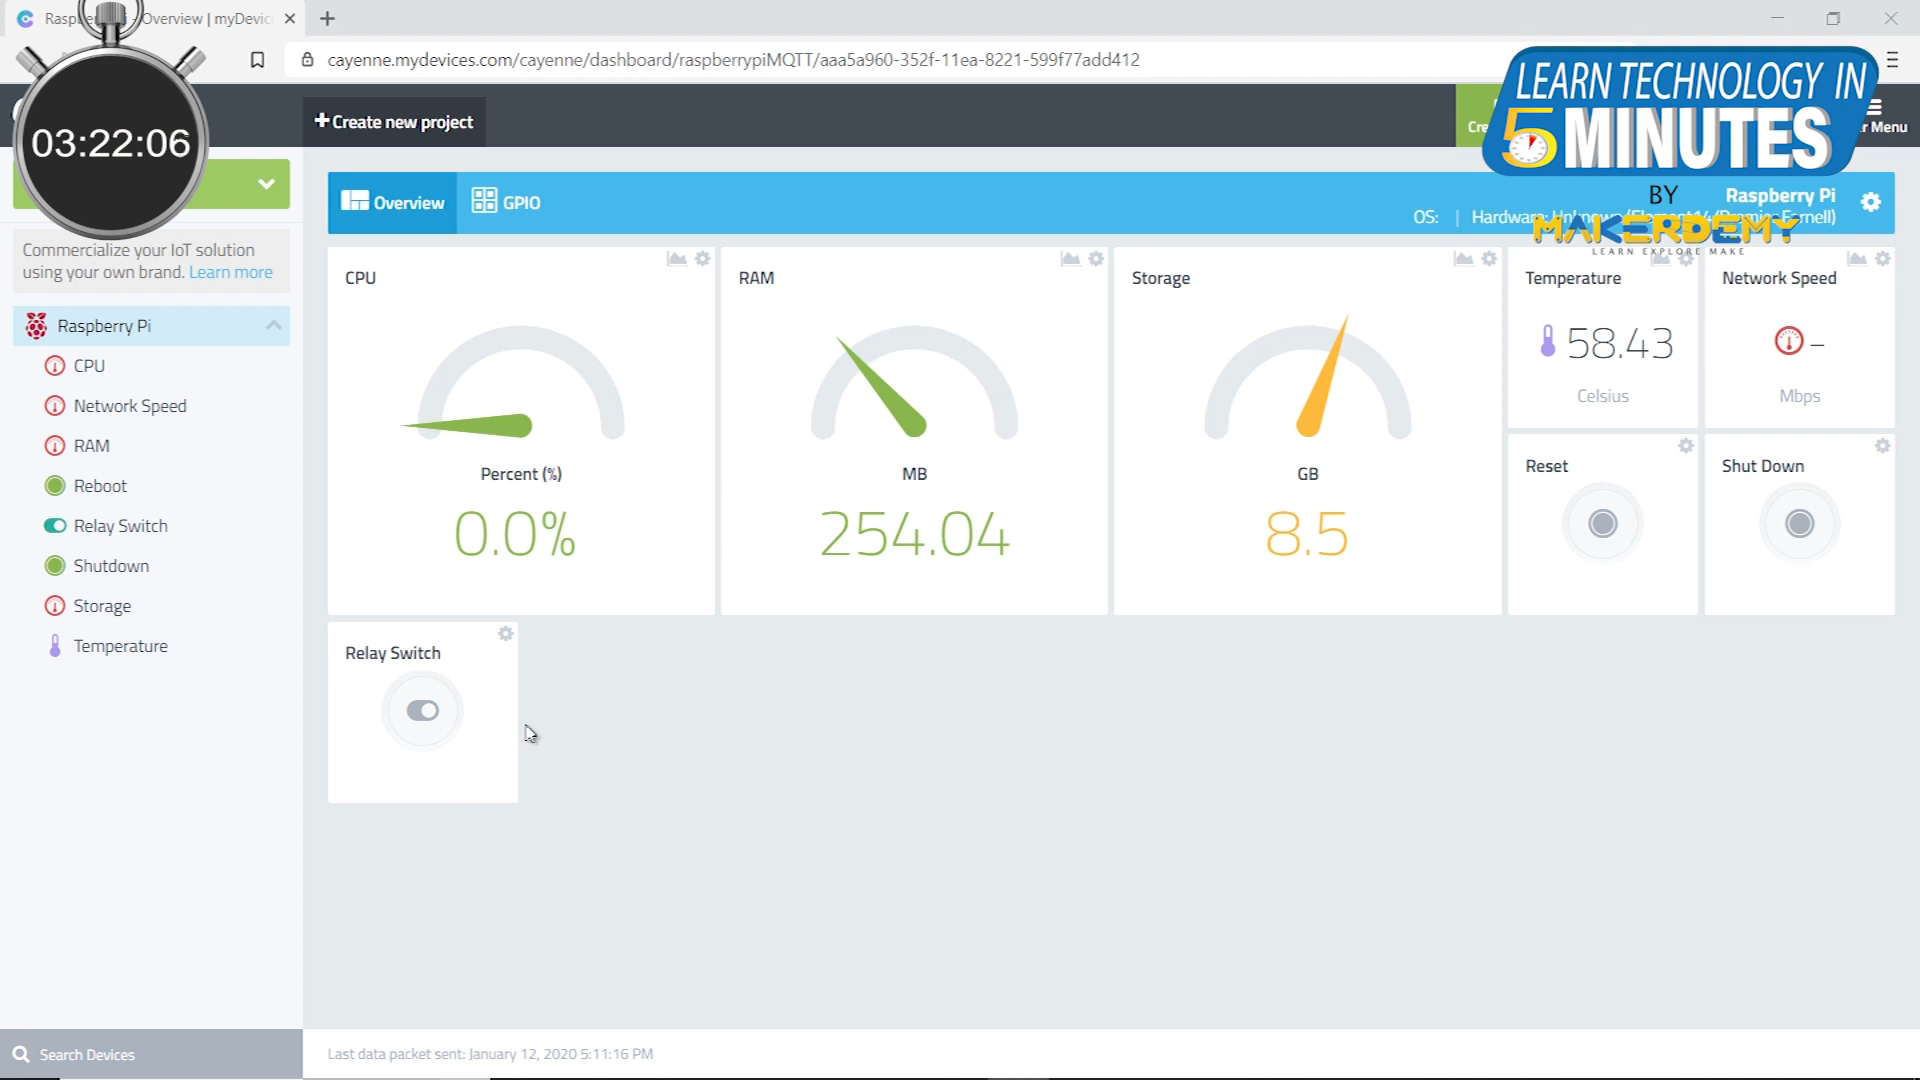 Overview | myDevic
cayenne.mydevices.com/cayenne/dashboard/raspberrypiMQTT/aaa5a960-352f-11ea-8221-599f77add412
03:22:06
+Create new project
LEARN TECHNOLOGY IN
5 MINUTES
BY
MAKERDEMY
LEARN EXPLORE MAKE
Menu
Overview
GPIO
Raspberry Pi
OS: | Hardware:
Commercialize your IoT solution
using your own brand. Learn more
Raspberry Pi
CPU
Network Speed
RAM
Reboot
Relay Switch
Shutdown
Storage
Temperature
CPU
Percent (%)
0.0%
RAM
MB
254.04
Storage
GB
8.5
Temperature
58.43
Celsius
Network Speed
–
Mbps
Reset
Shut Down
Relay Switch
Search Devices
Last data packet sent: January 12, 2020 5:11:16 PM